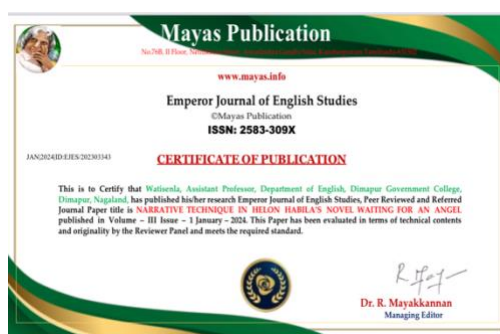 Mayas Publication
www.mayas.info
Emperor Journal of English Studies
©Mayas Publication
ISSN: 2583-309X
JAN|2024|ID:EJES/202303343
CERTIFICATE OF PUBLICATION
This is to Certify that Watisenla, Assistant Professor, Department of English, Dimapur Government College,
Dimapur, Nagaland, has published his/her research Emperor Journal of English Studies, Peer Reviewed and Referred
Journal Paper title is NARRATIVE TECHNIQUE IN HELON HABILA'S NOVEL WAITING FOR AN ANGEL
published in Volume – III Issue – 1 January – 2024. This Paper has been evaluated in terms of technical contents
and originality by the Reviewer Panel and meets the required standard.
Dr. R. Mayakkannan
Managing Editor